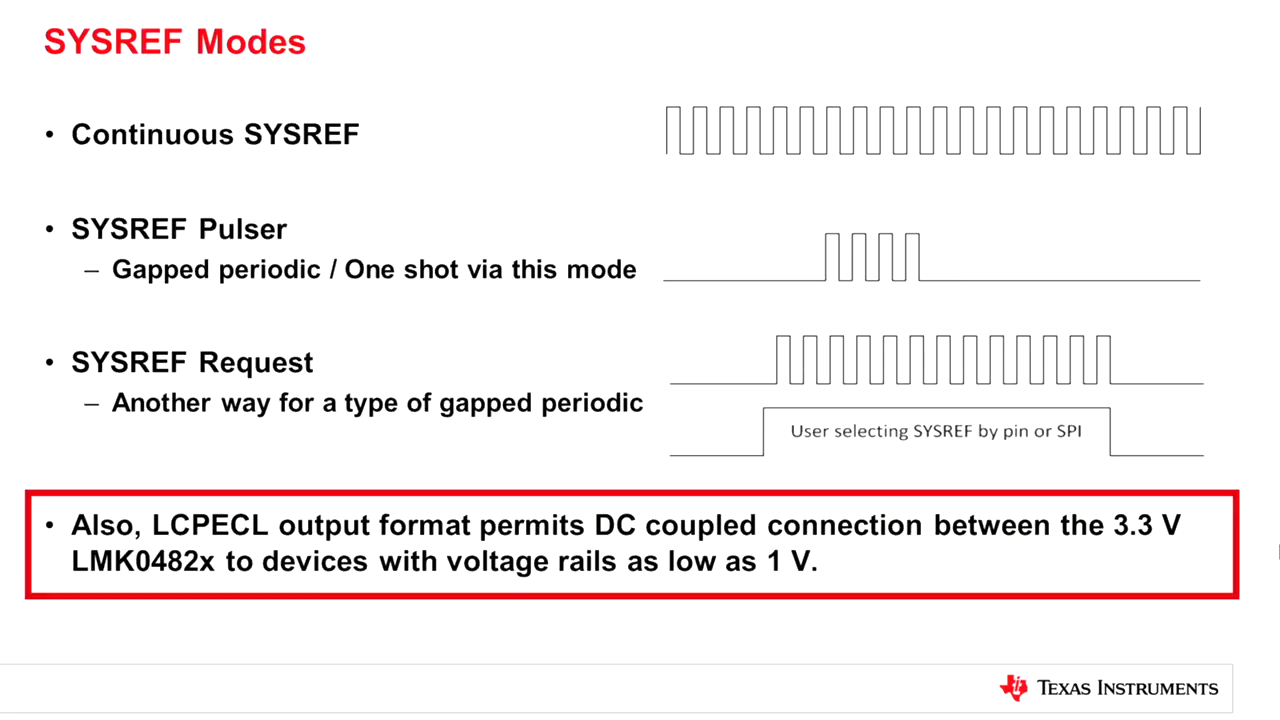 SYSREF Modes
• Continuous SYSREF
• SYSREF Pulser
– Gapped periodic / One shot via this mode
• SYSREF Request
– Another way for a type of gapped periodic
User selecting SYSREF by pin or SPI
• Also, LCPECL output format permits DC coupled connection between the 3.3 V
LMK0482x to devices with voltage rails as low as 1 V.
TEXAS INSTRUMENTS